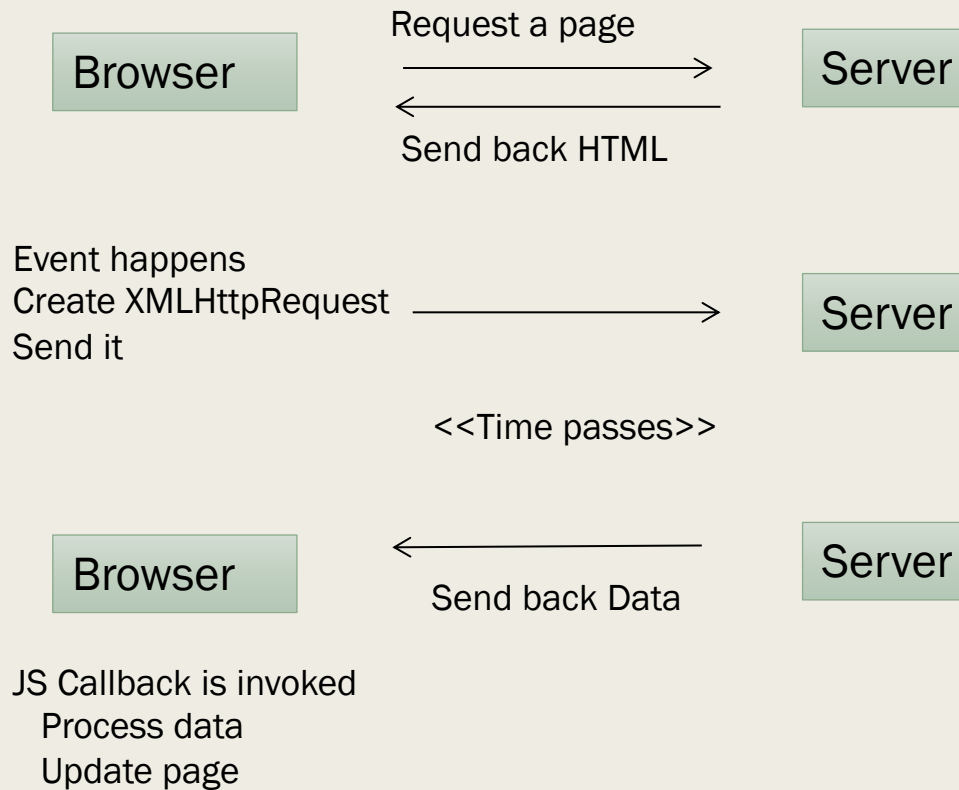 Request a page
Browser
Server
Send back HTML
Event happens
Create XMLHttpRequest
Send it
Server
<<Time passes>>
Browser
Server
Send back Data
JS Callback is invoked
Process data
Update page